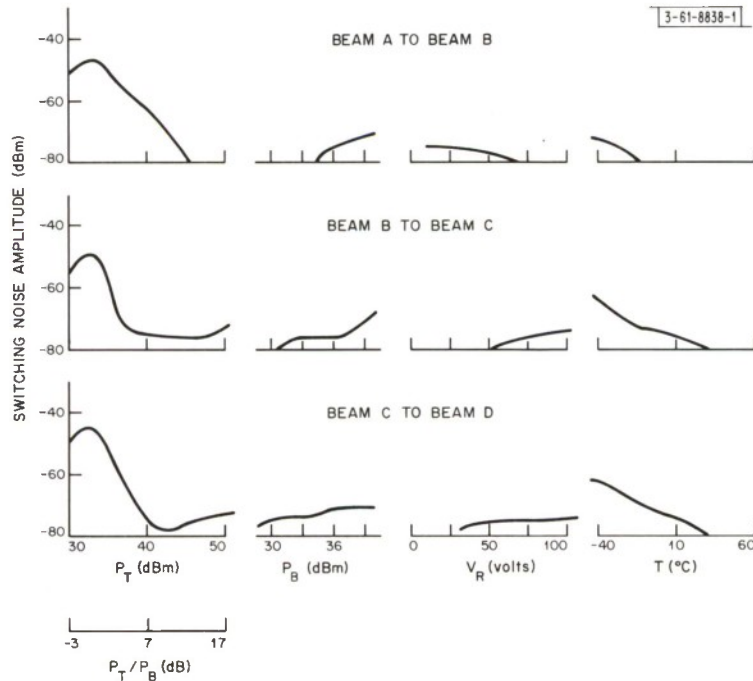 3-61-8838-1
BEAM A TO BEAM B
-40
-60
-80
BEAM B TO BEAM C
-40
-60
-80
BEAM C TO BEAM D
-40
-60
-80
SWITCHING NOISE AMPLITUDE (dBm)
30 40 50 30 36 0 50 100 -40 10 60
P_T (dBm) P_B (dBm) V_R (volts) T (°C)
-3 7 17
P_T/P_B (dB)